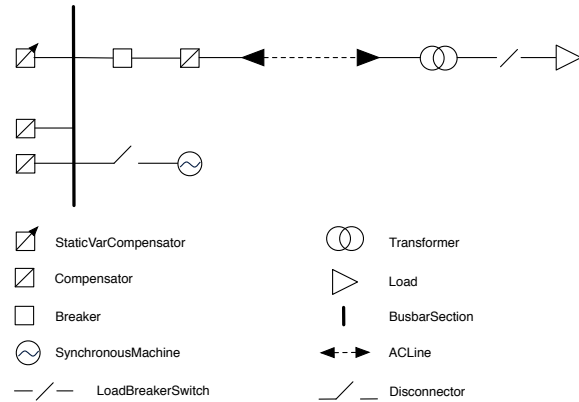 StaticVarCompensator
Transformer
Compensator
Load
Breaker
BusbarSection
SynchronousMachine
ACLine
LoadBreakerSwitch
Disconnector